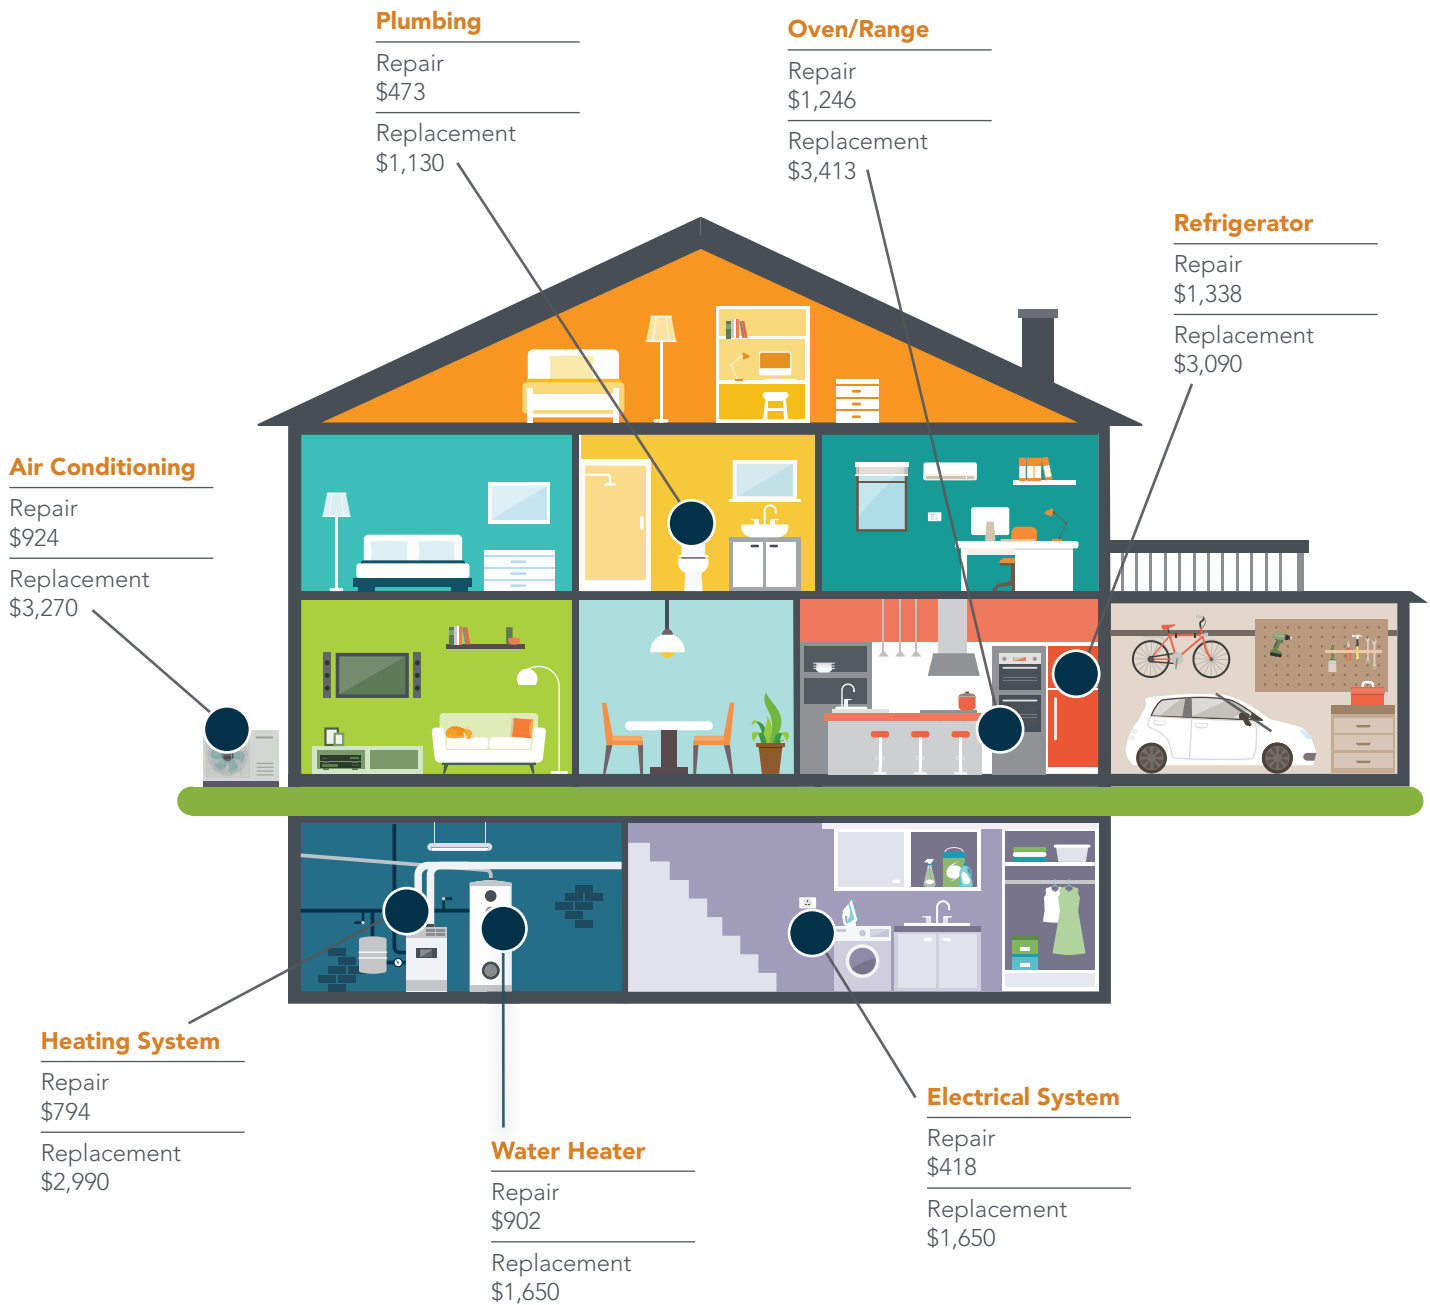 Plumbing
Repair
$473
Replacement
$1,130
Oven/Range
Repair
$1,246
Replacement
$3,413
Refrigerator
Repair
$1,338
Replacement
$3,090
Air Conditioning
Repair
$924
Replacement
$3,270
Heating System
Repair
$794
Replacement
$2,990
Water Heater
Repair
$902
Replacement
$1,650
Electrical System
Repair
$418
Replacement
$1,650